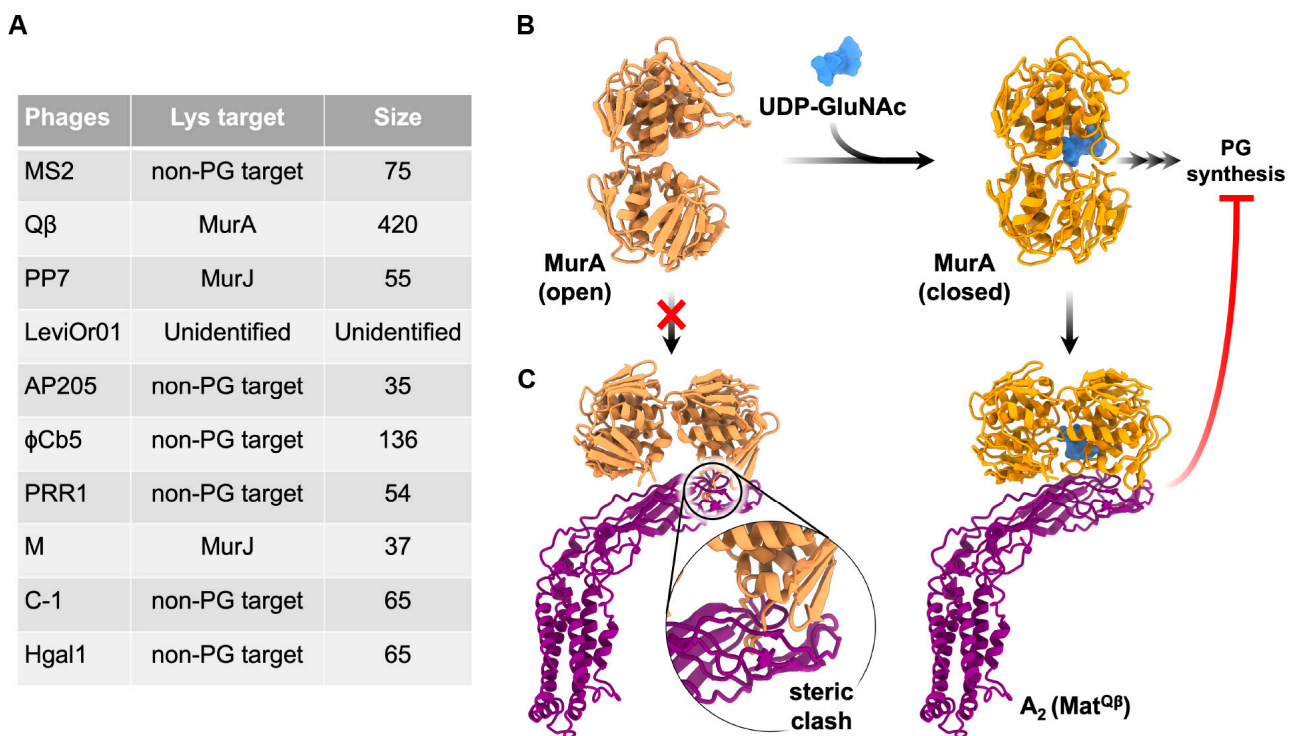 A
Phages Lys target Size
MS2 non-PG target 75
Qβ MurA 420
PP7 MurJ 55
LeviOr01 Unidentified Unidentified
AP205 non-PG target 35
ϕCb5 non-PG target 136
PRR1 non-PG target 54
M MurJ 37
C-1 non-PG target 65
Hgal1 non-PG target 65
B
UDP-GluNAc
MurA
(open)
MurA
(closed)
PG
synthesis
C
steric
clash
A₂ (Mat^Qβ)